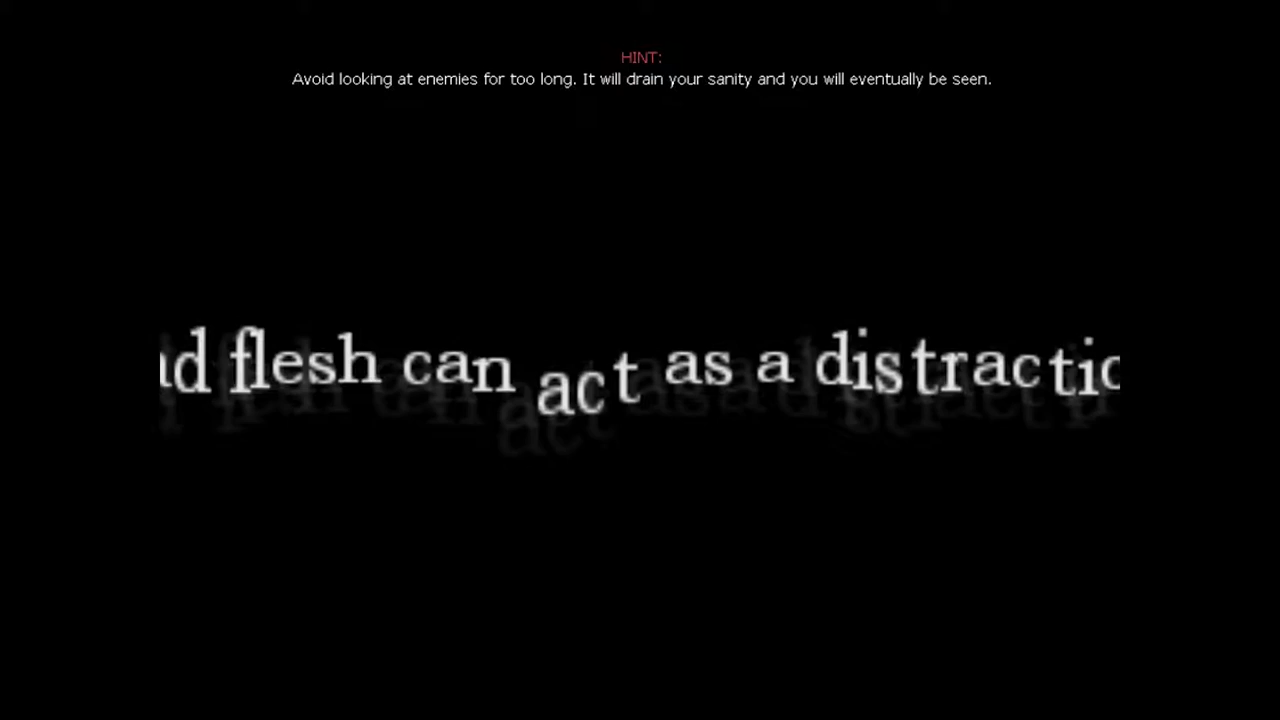 HINT:
Avoid looking at enemies for too long. It will drain your sanity and you will eventually be seen.
flesh can act as a